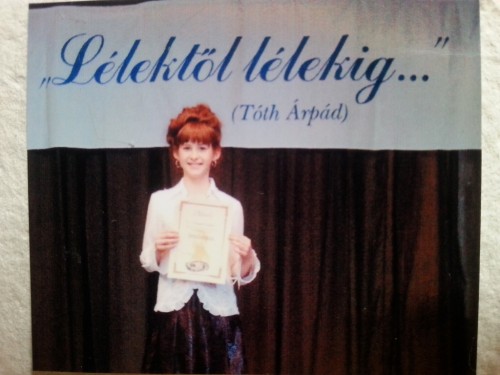 „Lélektől lélekig..."
(Tóth Árpád)